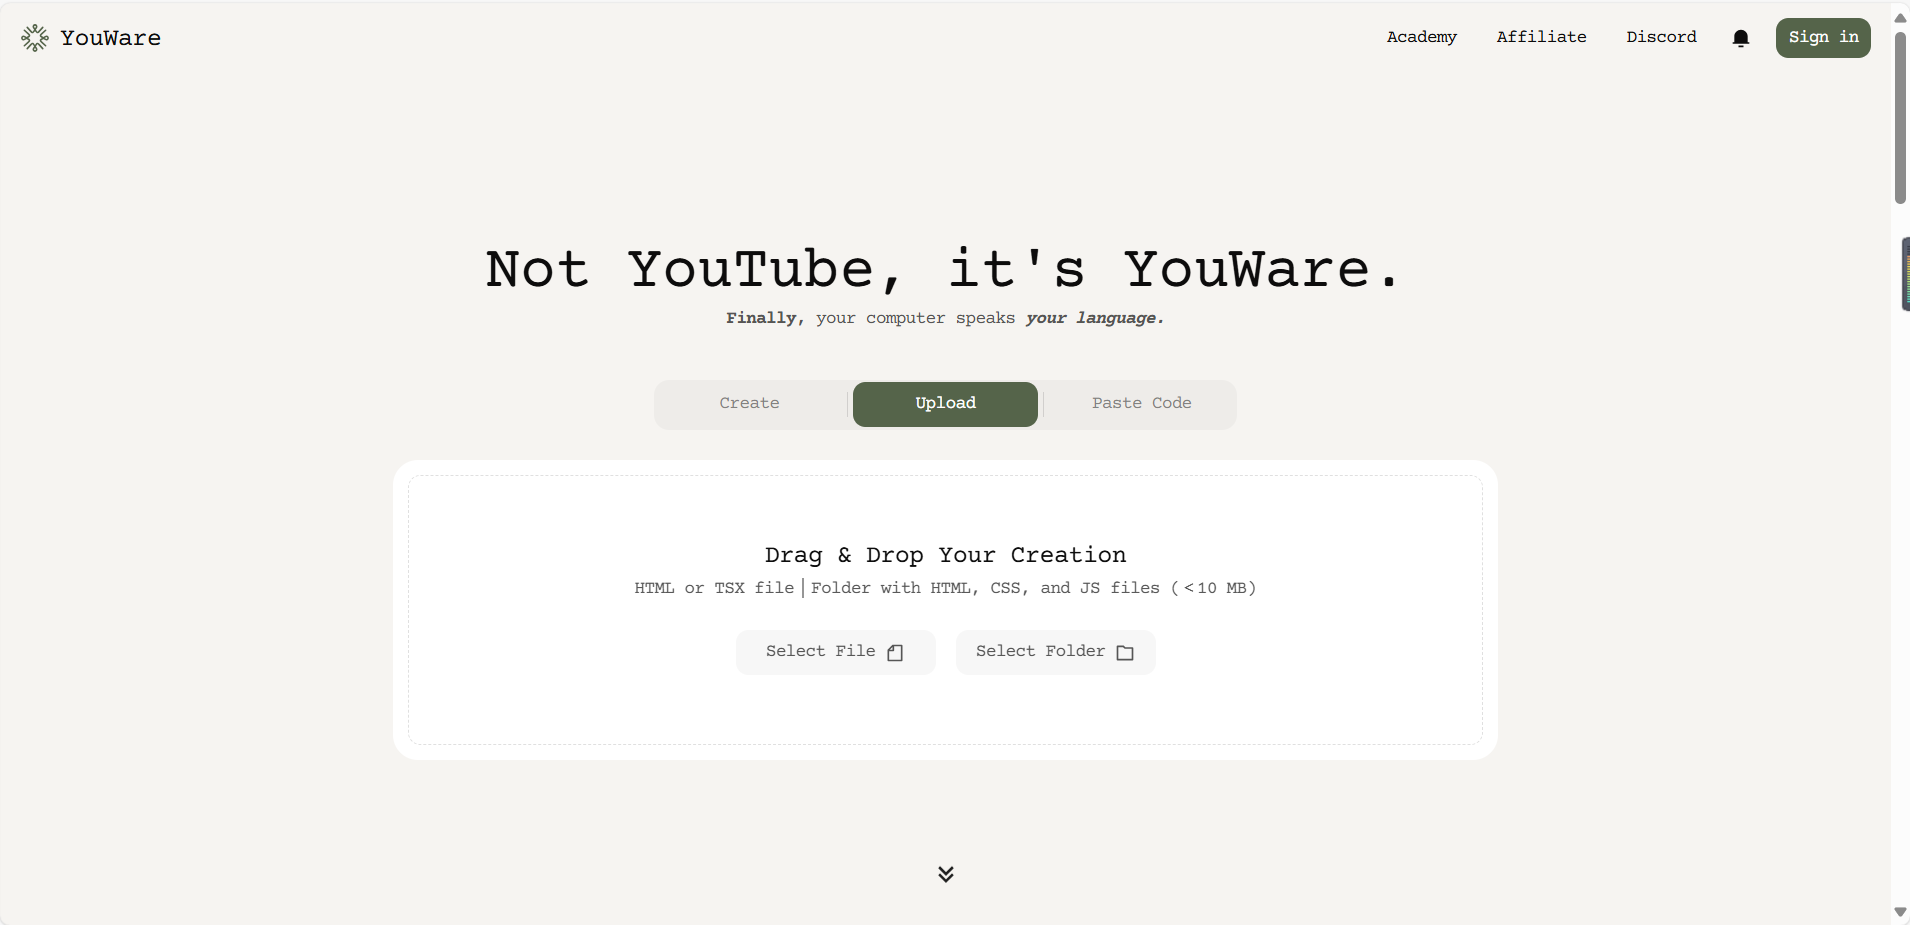 YouWare
Academy Affiliate Discord Sign in
Not YouTube, it's YouWare.
Finally, your computer speaks your language.
Create Upload Paste Code
Drag & Drop Your Creation
HTML or TSX file | Folder with HTML, CSS, and JS files (<10 MB)
Select File Select Folder